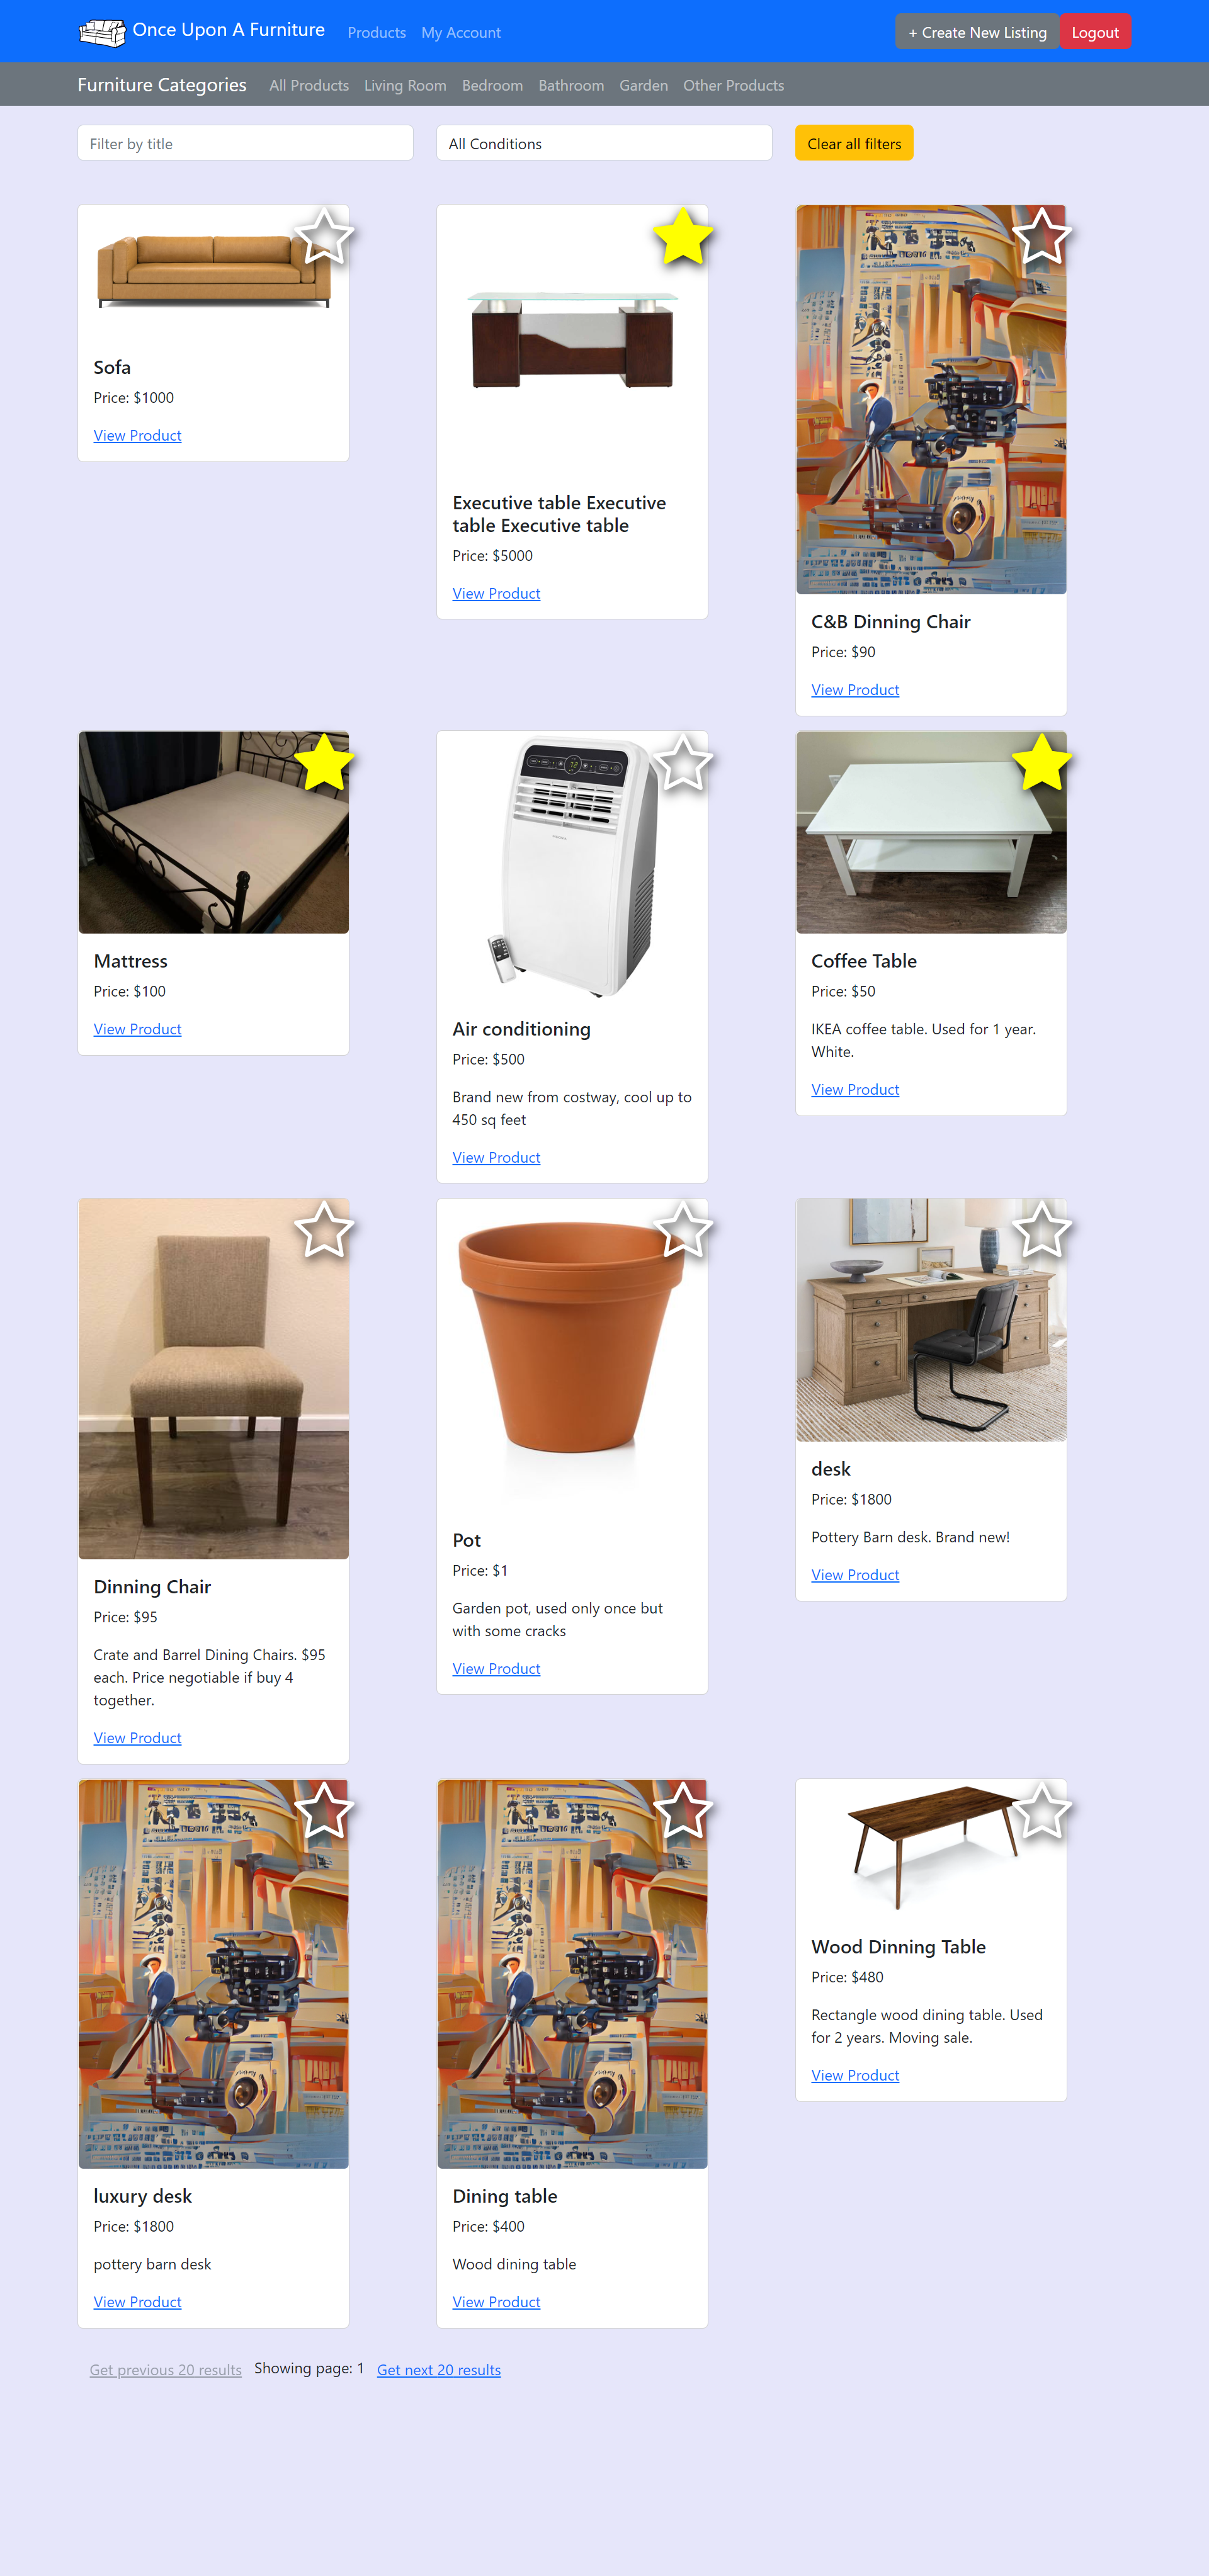 Once Upon A Furniture
Products
My Account
+ Create New Listing
Logout
Furniture Categories
All Products
Living Room
Bedroom
Bathroom
Garden
Other Products
Filter by title
All Conditions
Clear all filters
Sofa
Price: $1000
View Product
Executive table Executive
table Executive table
Price: $5000
View Product
C&B Dinning Chair
Price: $90
View Product
Mattress
Price: $100
View Product
Air conditioning
Price: $500
Brand new from costway, cool up to
450 sq feet
View Product
Coffee Table
Price: $50
IKEA coffee table. Used for 1 year.
White.
View Product
Dinning Chair
Price: $95
Crate and Barrel Dining Chairs. $95
each. Price negotiable if buy 4
together.
View Product
Pot
Price: $1
Garden pot, used only once but
with some cracks
View Product
desk
Price: $1800
Pottery Barn desk. Brand new!
View Product
luxury desk
Price: $1800
pottery barn desk
View Product
Dining table
Price: $400
Wood dining table
View Product
Wood Dinning Table
Price: $480
Rectangle wood dining table. Used
for 2 years. Moving sale.
View Product
Get previous 20 results
Showing page: 1
Get next 20 results